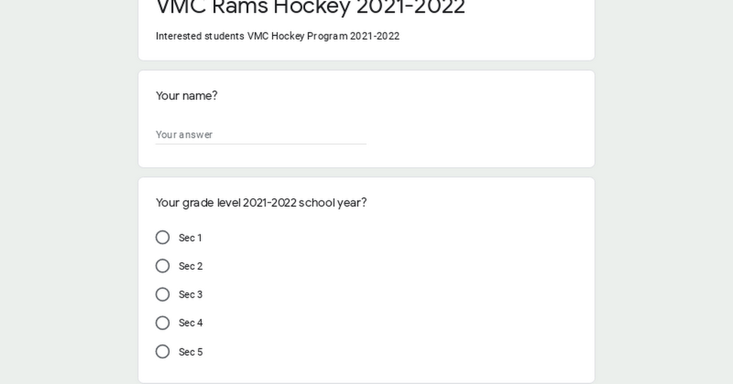 VMC Rams Hockey 2021-2022
Interested students VMC Hockey Program 2021-2022
Your name?
Your answer
Your grade level 2021-2022 school year?
Sec 1
Sec 2
Sec 3
Sec 4
Sec 5